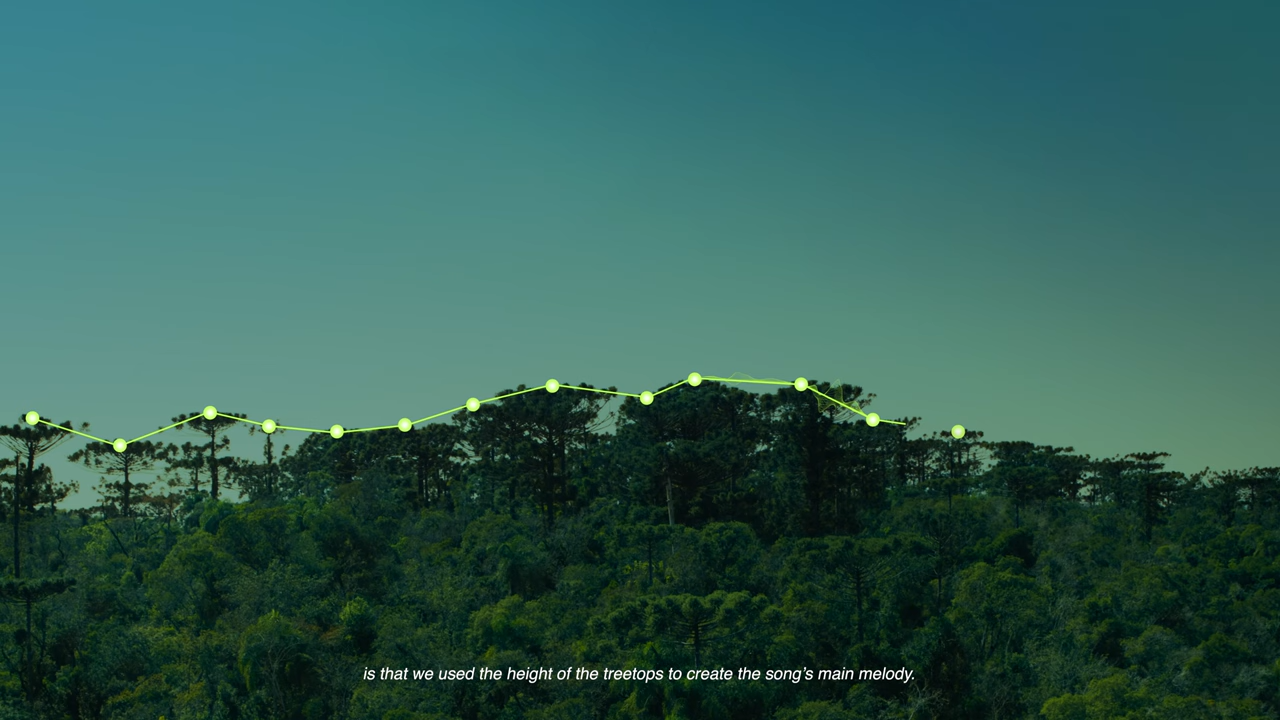 is that we used the height of the treetops to create the song’s main melody.